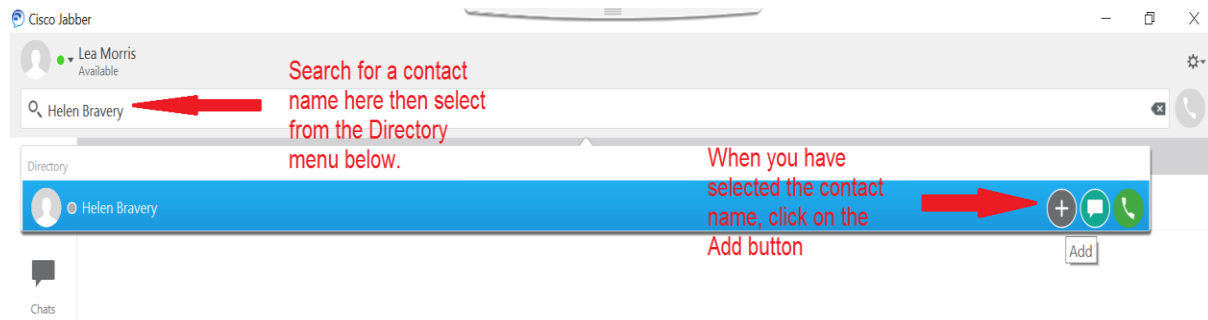 Cisco Jabber
Lea Morris
Available
Helen Bravery
Search for a contact
name here then select
from the Directory
menu below.
Directory
Helen Bravery
When you have
selected the contact
name, click on the
Add button
Add
Chats